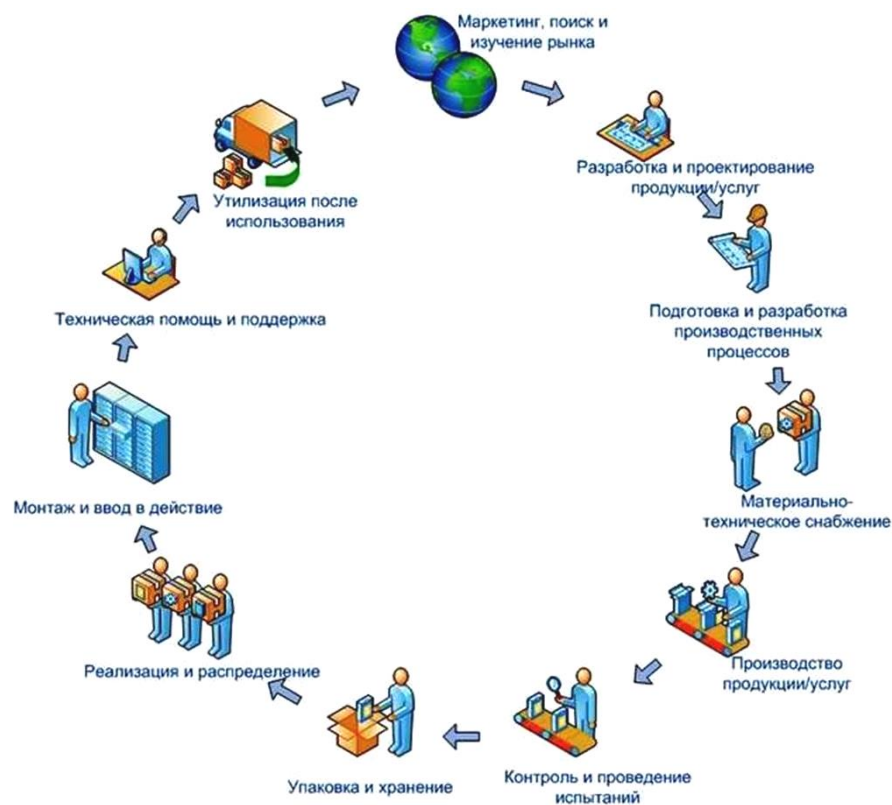 Маркетинг, поиск и
изучение рынка
Разработка и проектирование
продукции/услуг
Подготовка и разработка
производственных
процессов
Материально-
техническое снабжение
Производство
продукции/услуг
Контроль и проведение
испытаний
Упаковка и хранение
Реализация и распределение
Монтаж и ввод в действие
Техническая помощь и поддержка
Утилизация после
использования